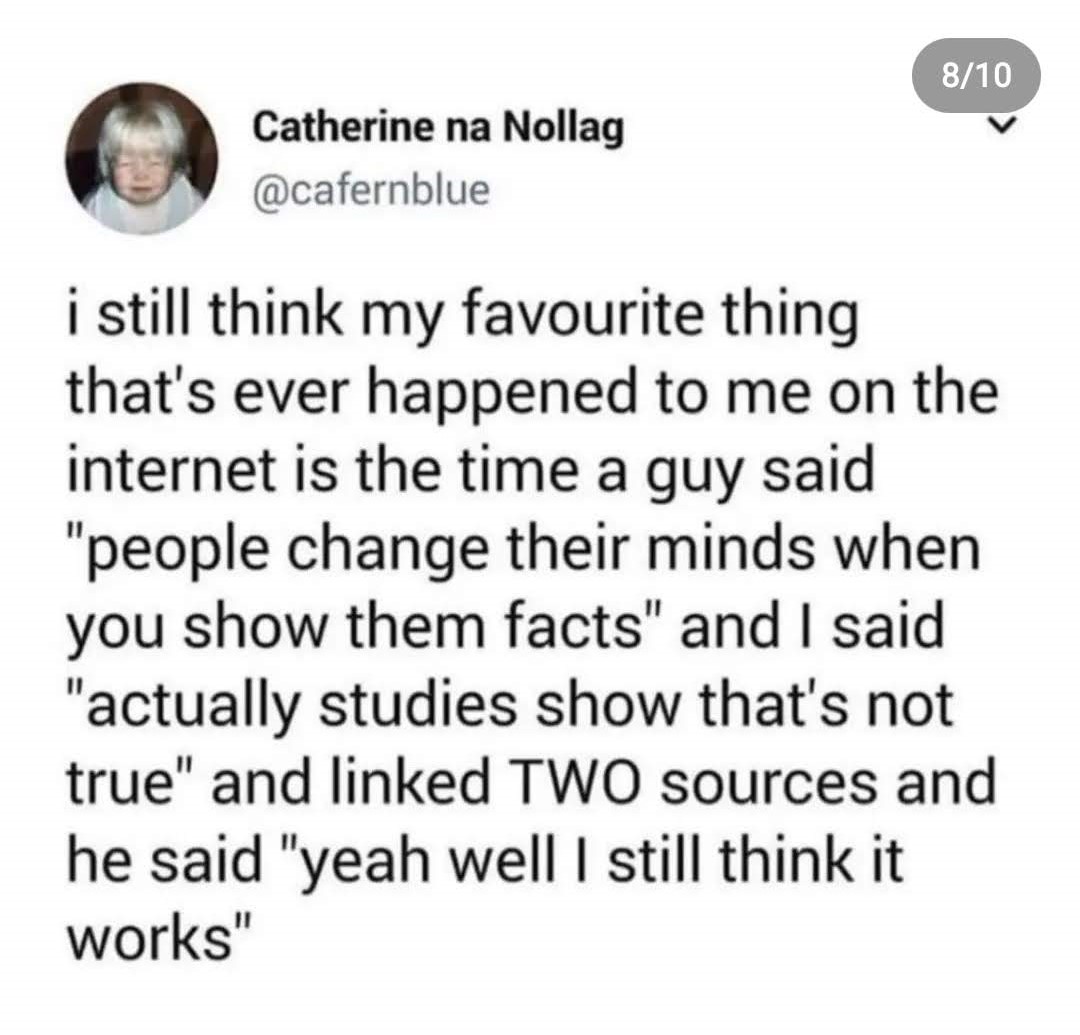 8/10
Catherine na Nollag
@cafernblue
i still think my favourite thing
that's ever happened to me on the
internet is the time a guy said
"people change their minds when
you show them facts" and I said
"actually studies show that's not
true" and linked TWO sources and
he said "yeah well I still think it
works"